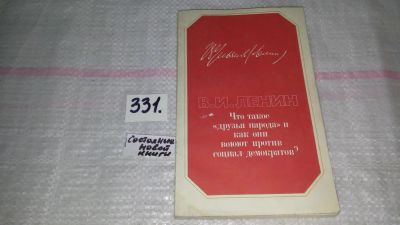 331.
Состояние
новой
книги
В.И. ЛЕНИН
Что такое
«друзья народа» и
как они
воюют против
социал демократов?